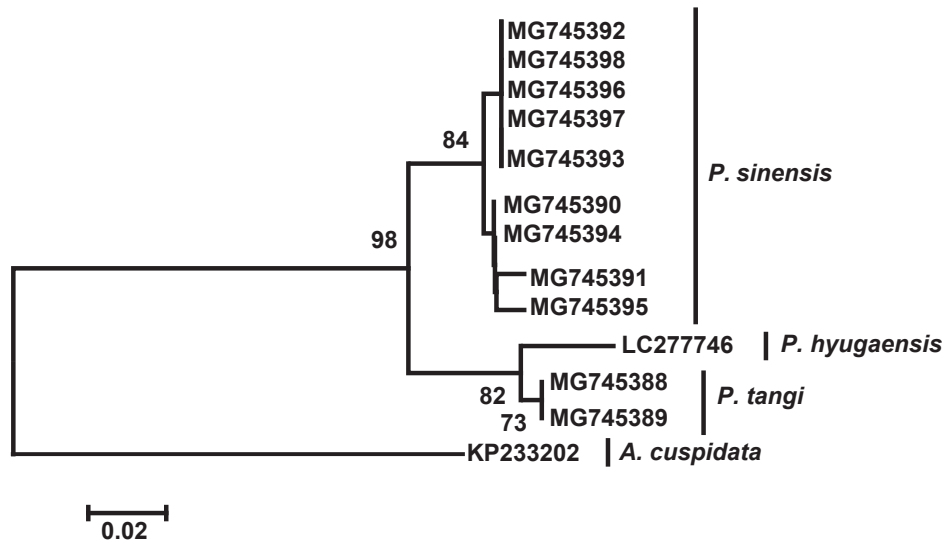 MG745392
MG745398
MG745396
MG745397
84
MG745393
P. sinensis
MG745390
MG745394
98
MG745391
MG745395
LC277746
P. hyugaensis
MG745388
82
P. tangi
MG745389
73
KP233202
A. cuspidata
0.02